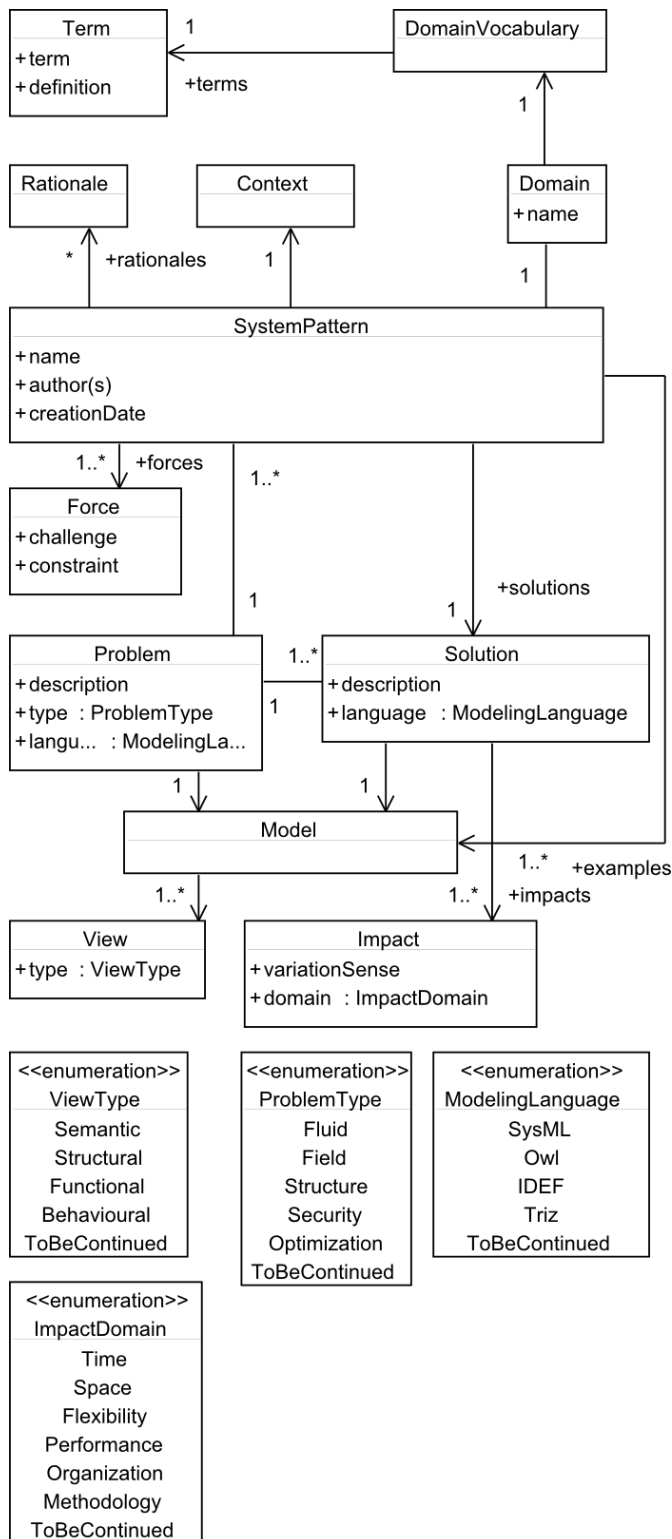 Term
+term
+definition
1
+terms
DomainVocabulary
1
Rationale
Context
Domain
+name
*
+rationales
1
1
SystemPattern
+name
+author(s)
+creationDate
1..*
+forces
1..*
Force
+challenge
+constraint
+solutions
1
1
Problem
+description
+type : ProblemType
+langu... : ModelingLa...
1..*
1
Solution
+description
+language : ModelingLanguage
1
1
Model
1..*
+examples
1..*
1..*
+impacts
View
+type : ViewType
Impact
+variationSense
+domain : ImpactDomain
<<enumeration>>
ViewType
Semantic
Structural
Functional
Behavioural
ToBeContinued
<<enumeration>>
ProblemType
Fluid
Field
Structure
Security
Optimization
ToBeContinued
<<enumeration>>
ModelingLanguage
SysML
Owl
IDEF
Triz
ToBeContinued
<<enumeration>>
ImpactDomain
Time
Space
Flexibility
Performance
Organization
Methodology
ToBeContinued